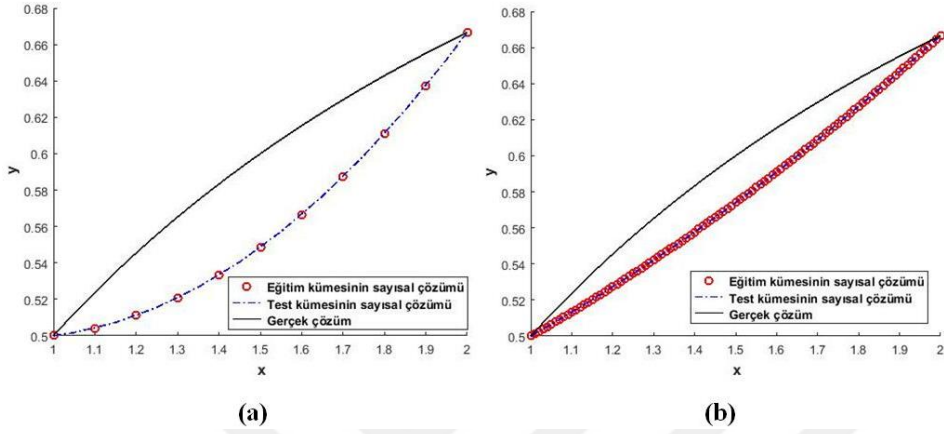 0.68
0.66
0.64
0.62
0.6
0.58
0.56
0.54
0.52
0.5
y
Eğitim kümesinin sayısal çözümü
Test kümesinin sayısal çözümü
Gerçek çözüm
1 1.1 1.2 1.3 1.4 1.5 1.6 1.7 1.8 1.9 2
x
(a)
0.68
0.66
0.64
0.62
0.6
0.58
0.56
0.54
0.52
0.5
y
Eğitim kümesinin sayısal çözümü
Test kümesinin sayısal çözümü
Gerçek çözüm
1 1.1 1.2 1.3 1.4 1.5 1.6 1.7 1.8 1.9 2
x
(b)